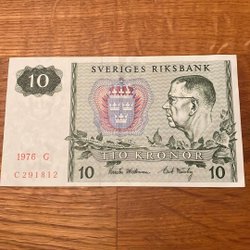 SVERIGES RIKSBANK
10
1976 G
C291812
TIO KRONOR
10
10